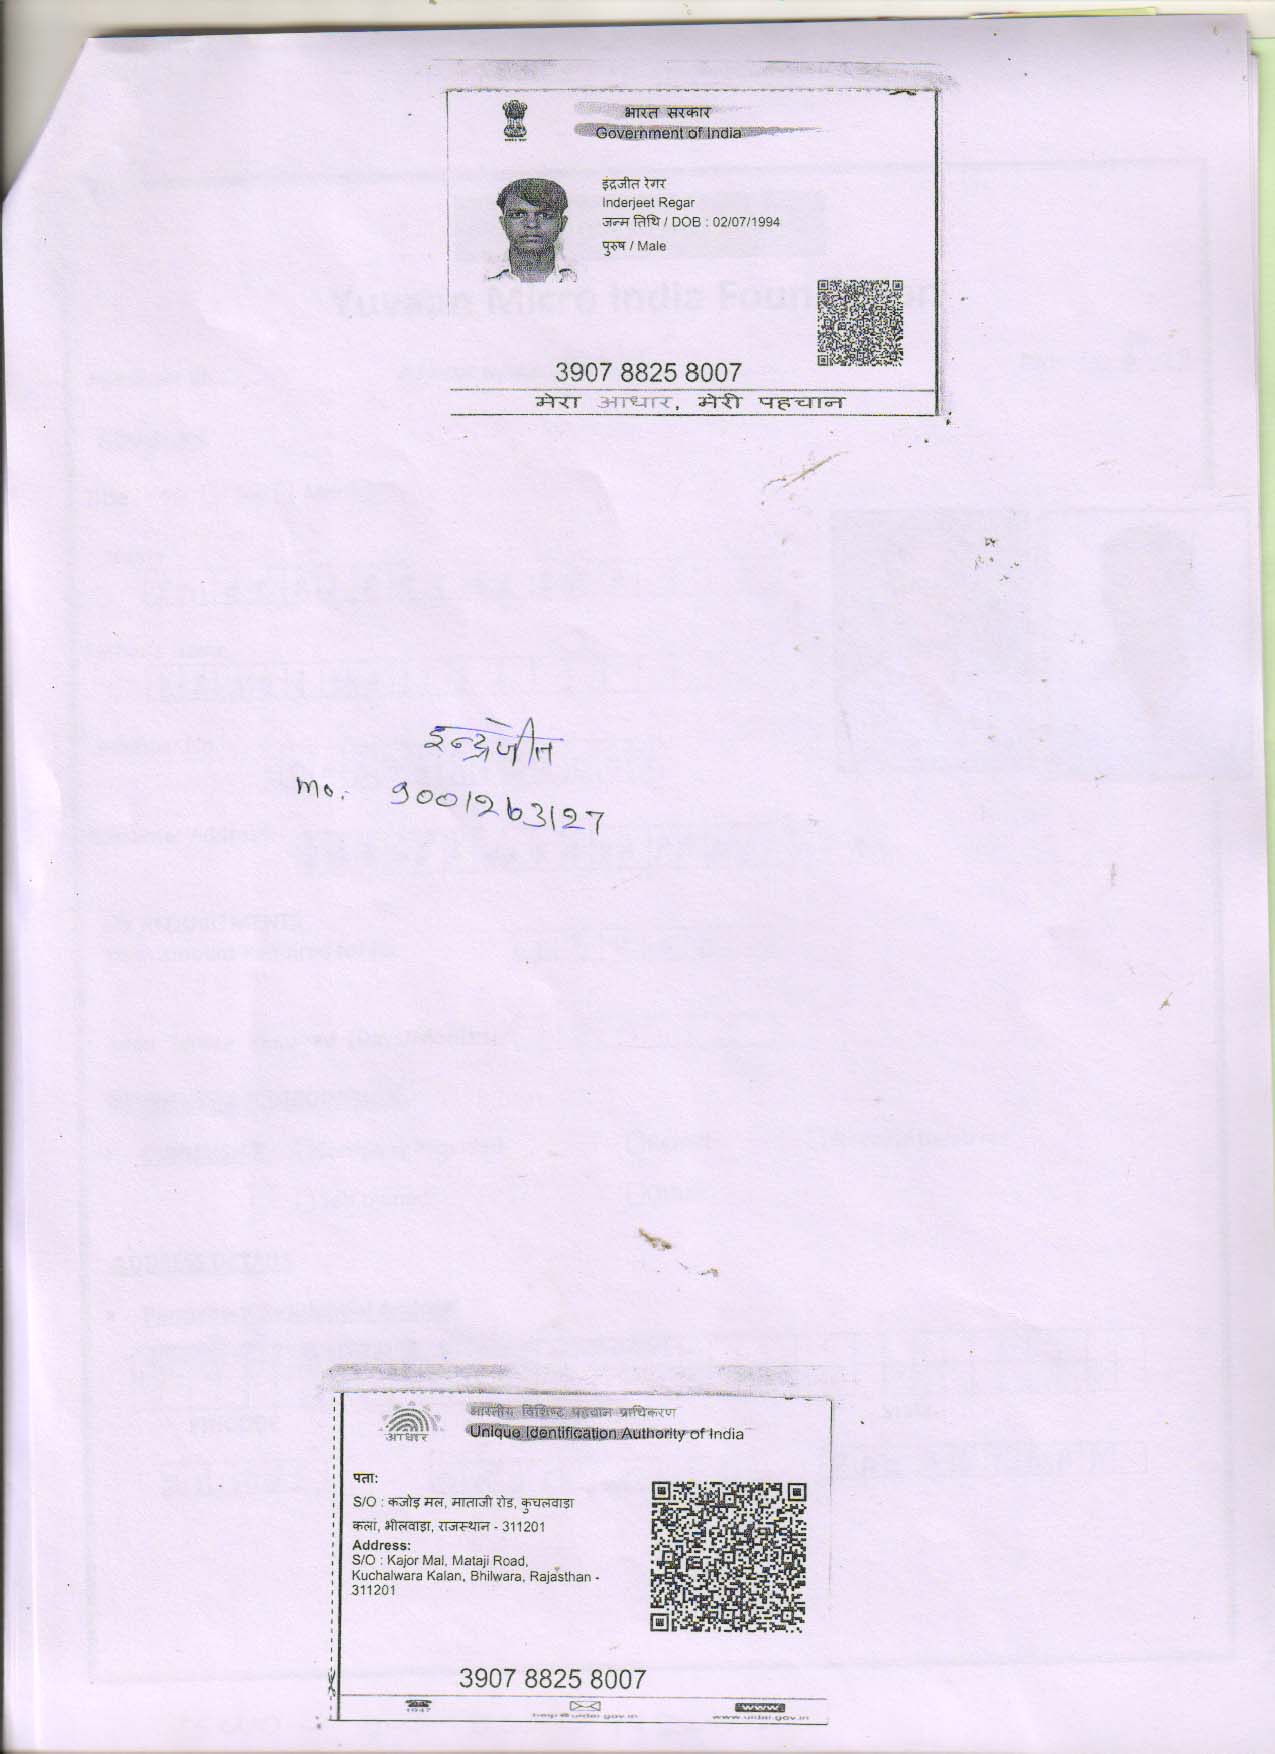 भारत सरकार
Government of India
इंद्रजीत रेगर
Inderjeet Regar
जन्म तिथि / DOB : 02/07/1994
पुरुष / Male
3907 8825 8007
मेरा आधार, मेरी पहचान
इन्द्रजीत
mo. 9001263127
भारतीय विशिष्ट पहचान प्राधिकरण
Unique Identification Authority of India
आधार
पता:
S/O : कजोड़ मल, माताजी रोड, कुचलवाड़ा
कलां, भीलवाड़ा, राजस्थान - 311201
Address:
S/O : Kajor Mal, Mataji Road,
Kuchalwara Kalan, Bhilwara, Rajasthan -
311201
3907 8825 8007
1947
help@uidai.gov.in
www
www.uidai.gov.in